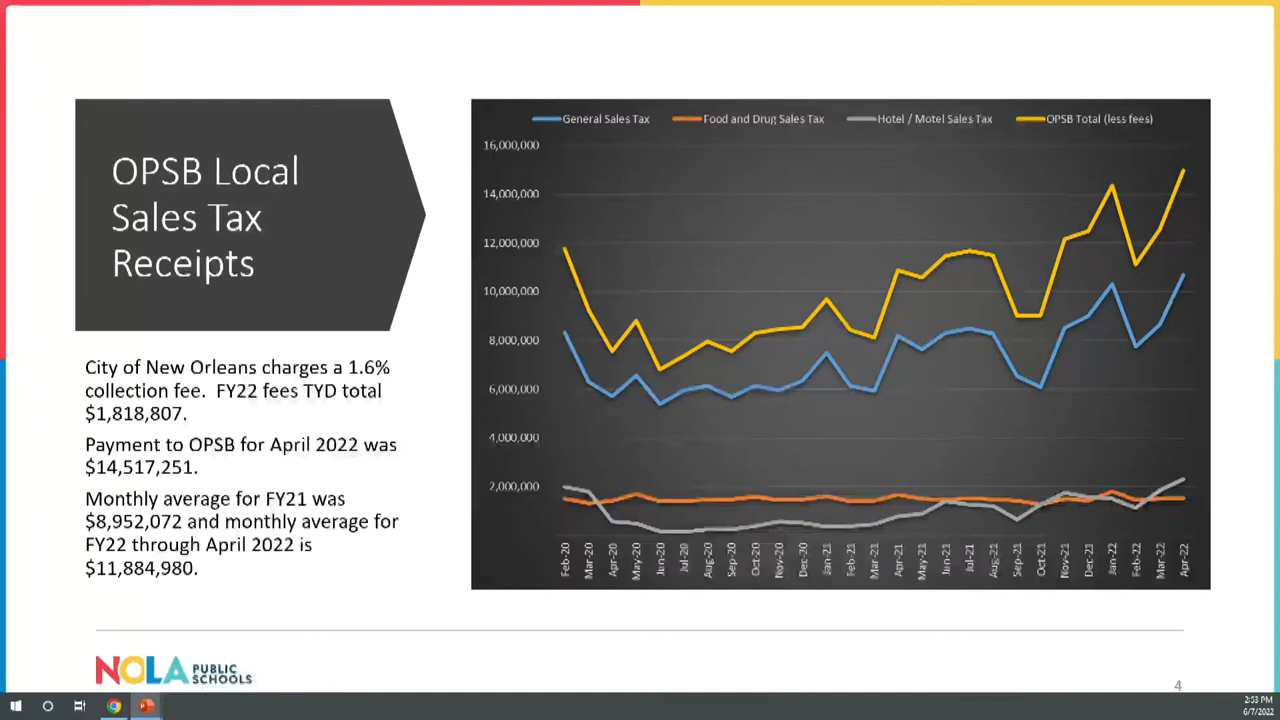 OPSB Local
Sales Tax
Receipts
City of New Orleans charges a 1.6%
collection fee.  FY22 fees TYD total
$1,818,807.
Payment to OPSB for April 2022 was
$14,517,251.
Monthly average for FY21 was
$8,952,072 and monthly average for
FY22 through April 2022 is
$11,884,980.
General Sales Tax
Food and Drug Sales Tax
Hotel / Motel Sales Tax
OPSB Total (less fees)
16,000,000
14,000,000
12,000,000
10,000,000
8,000,000
6,000,000
4,000,000
2,000,000
Feb-20
Mar-20
Apr-20
May-20
Jun-20
Jul-20
Aug-20
Sep-20
Oct-20
Nov-20
Dec-20
Jan-21
Feb-21
Mar-21
Apr-21
May-21
Jun-21
Jul-21
Aug-21
Sep-21
Oct-21
Nov-21
Dec-21
Jan-22
Feb-22
Mar-22
Apr-22
NOLA PUBLIC
SCHOOLS
4
2:53 PM
6/7/2022